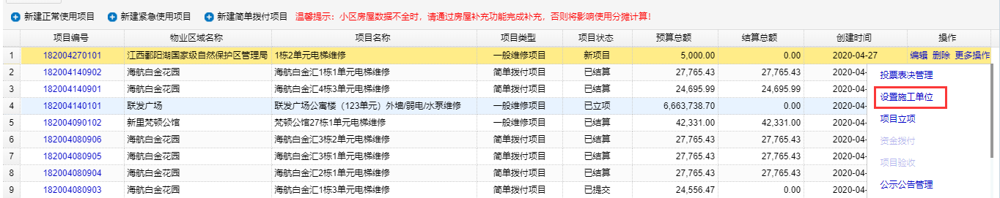 新建正常使用项目 新建紧急使用项目 新建简单拨付项目 温馨提示：小区房屋数据不全时，请通过房屋补充功能完成补充，否则将影响使用分摊计算！
项目编号 物业区域名称 项目名称 项目类型 项目状态 预算总额 结算总额 创建时间 操作
1 182004270101 江西鄱阳湖国家级自然保护区管理局 1栋2单元电梯维修 一般维修项目 新项目 5,000.00 0.00 2020-04-27 编辑 删除 更多操作
2 182004140902 海航白金花园 海航白金汇1栋1单元电梯维修 简单拨付项目 已结算 27,765.43 27,765.43 2020-04- 投票表决管理
3 182004140901 海航白金花园 海航白金汇4栋3单元电梯维修 简单拨付项目 已结算 24,695.99 24,695.99 2020-04- 设置施工单位
4 182004140101 联发广场 联发广场公寓楼（123单元）外墙/弱电/水泵维修 一般维修项目 已立项 6,663,738.70 0.00 2020-04-
5 182004090102 新里梵顿公馆 梵顿公馆27栋1单元电梯维修 一般维修项目 已结算 42,331.00 42,331.00 2020-04- 项目立项
6 182004080906 海航白金花园 海航白金汇3栋2单元电梯维修 简单拨付项目 已结算 27,765.43 27,765.43 2020-04- 资金拨付
7 182004080905 海航白金花园 海航白金汇3栋1单元电梯维修 简单拨付项目 已结算 27,765.43 27,765.43 2020-04- 项目验收
8 182004080904 海航白金花园 海航白金汇2栋1单元电梯维修 简单拨付项目 已结算 27,765.43 27,765.43 2020-04- 公示公告管理
9 182004080903 海航白金花园 海航白金汇1栋3单元电梯维修 简单拨付项目 已提交 24,556.47 0.00 2020-04-